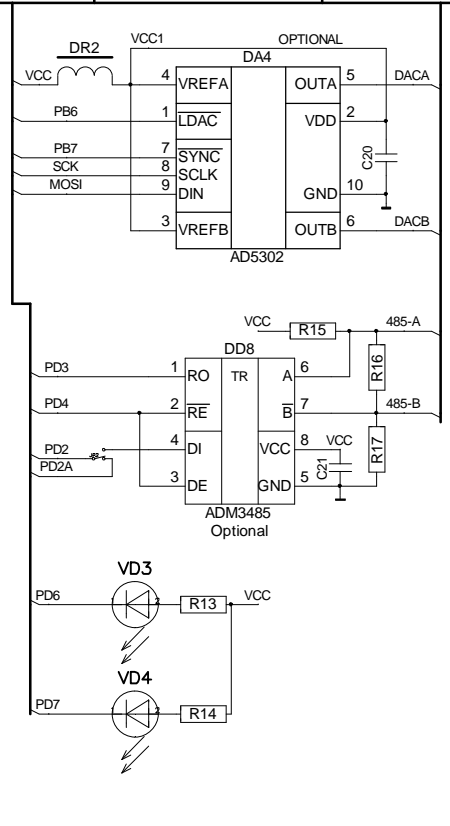 DR2 VCC1 OPTIONAL
DA4
VCC 4 VREFA OUTA 5 DACA
PB6 1 LDAC VDD 2
PB7 7 SYNC C20
SCK 8 SCLK
MOSI 9 DIN GND 10
3 VREFB OUTB 6 DACB
AD5302
VCC R15 485-A
DD8
PD3 1 RO TR A 6 R16
PD4 2 RE B 7 485-B
PD2 4 DI VCC 8 VCC R17
PD2A C21
3 DE GND 5
ADM3485
Optional
VD3
PD6 1 2 R13 VCC
VD4
PD7 1 2 R14